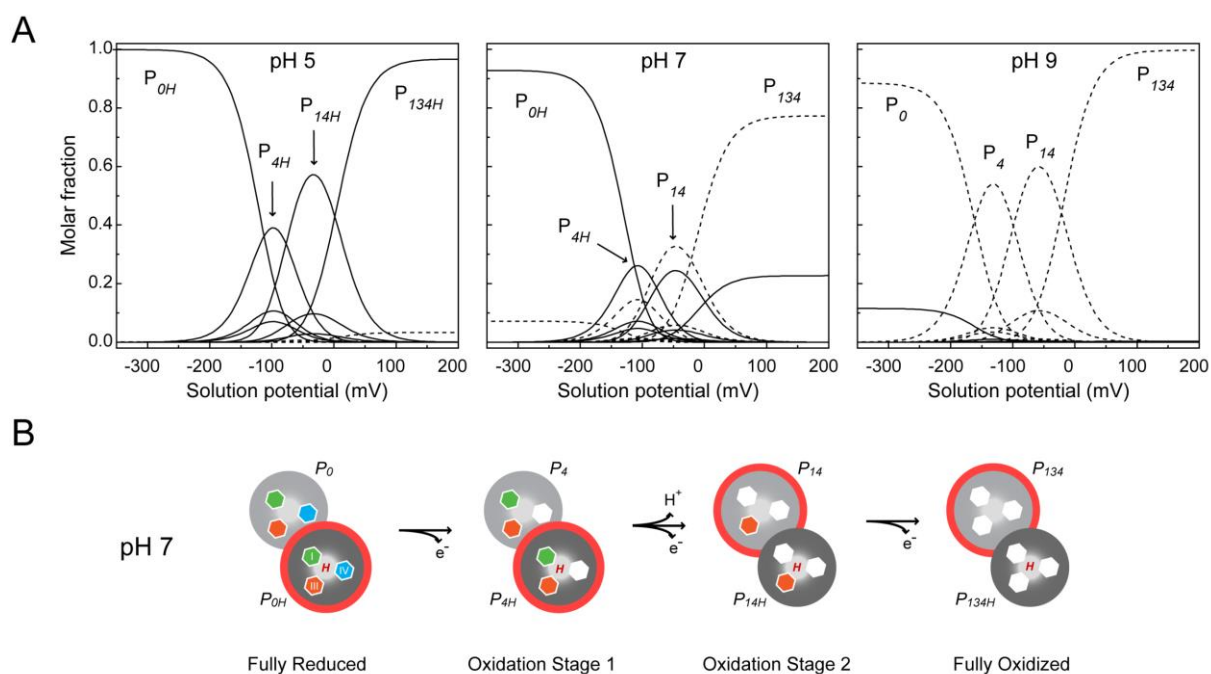 A
pH 5
pH 7
pH 9
Molar fraction
1.0
0.8
0.6
0.4
0.2
0.0
P0H
P4H
P14H
P134H
P0H
P4H
P14
P134
P0
P4
P14
P134
-300 -200 -100 0 100 200
-300 -200 -100 0 100 200
-300 -200 -100 0 100 200
Solution potential (mV)
Solution potential (mV)
Solution potential (mV)
B
pH 7
P0
I
H
IV
III
P0H
e-
P4
H
P4H
H+
e-
P14
H
P14H
e-
P134
H
P134H
Fully Reduced
Oxidation Stage 1
Oxidation Stage 2
Fully Oxidized